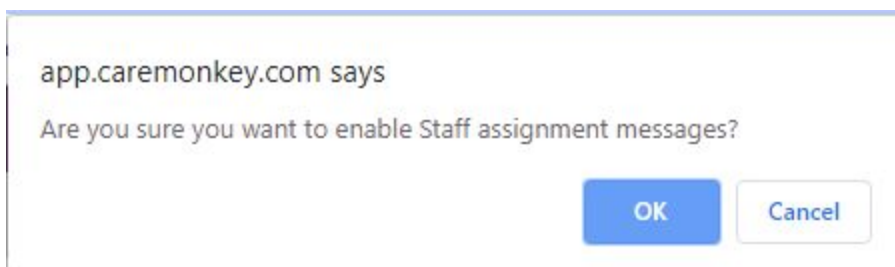 app.caremonkey.com says
Are you sure you want to enable Staff assignment messages?
OK Cancel